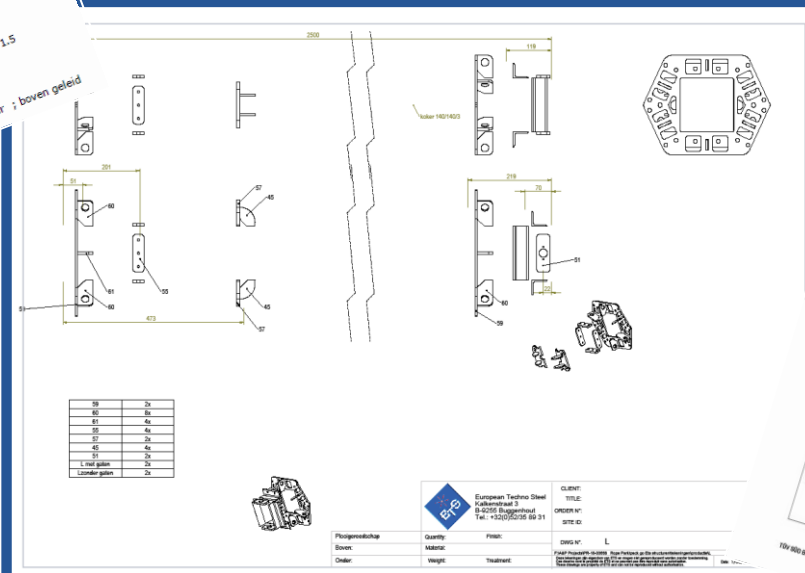 1.5
; boven geleid
2500
119
koker 140/140/3
201
51
60
57
45
219
70
61
55
60
51
22
60
59
45
57
473
59 2x
60 8x
61 4x
55 4x
57 2x
45 4x
51 2x
L met gaten 2x
Lzonder gaten 2x
ETS
European Techno Steel
Kalkenstraat 3
B-9255 Buggenhout
Tel.: +32(0)52/35 89 31
CLIENT:
TITLE:
ORDER N°:
SITE ID:
Plooigereedschap
Quantity:
Finish:
Boven:
Material:
DWG N°. L
Onder:
Weight:
Treatment: